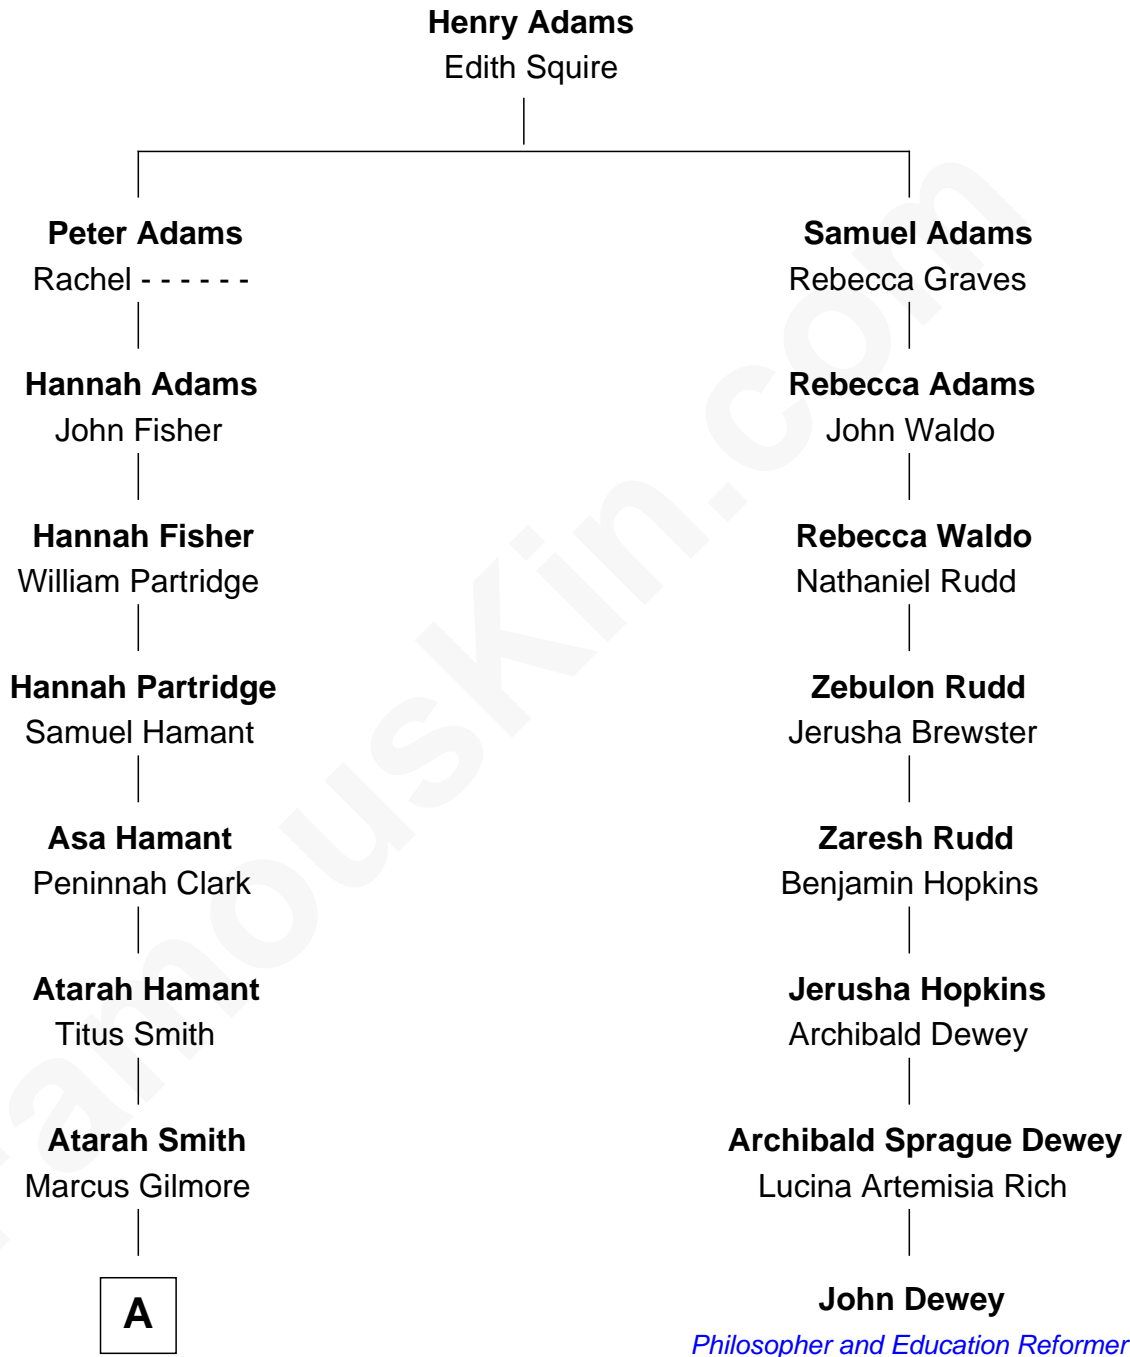 Henry Adams
Edith Squire
Peter Adams
Rachel - - - - - -
Samuel Adams
Rebecca Graves
Hannah Adams
John Fisher
Rebecca Adams
John Waldo
Hannah Fisher
William Partridge
Rebecca Waldo
Nathaniel Rudd
Hannah Partridge
Samuel Hamant
Zebulon Rudd
Jerusha Brewster
Asa Hamant
Peninnah Clark
Zaresh Rudd
Benjamin Hopkins
Atarah Hamant
Titus Smith
Jerusha Hopkins
Archibald Dewey
Atarah Smith
Marcus Gilmore
Archibald Sprague Dewey
Lucina Artemisia Rich
A
John Dewey
Philosopher and Education Reformer
FamousKin.com